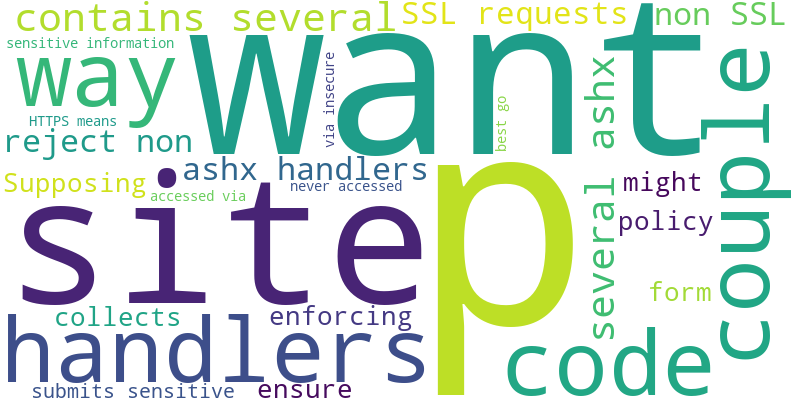 contains several
SSL requests
non SSL
sensitive information
way
want
couple
HTTPS means
via insecure
best go
several ashx
reject non
ashx handlers
Supposing
accessed via
never accessed
might
site
p
policy
form
collects
enforcing
handlers
code
submits sensitive
ensure